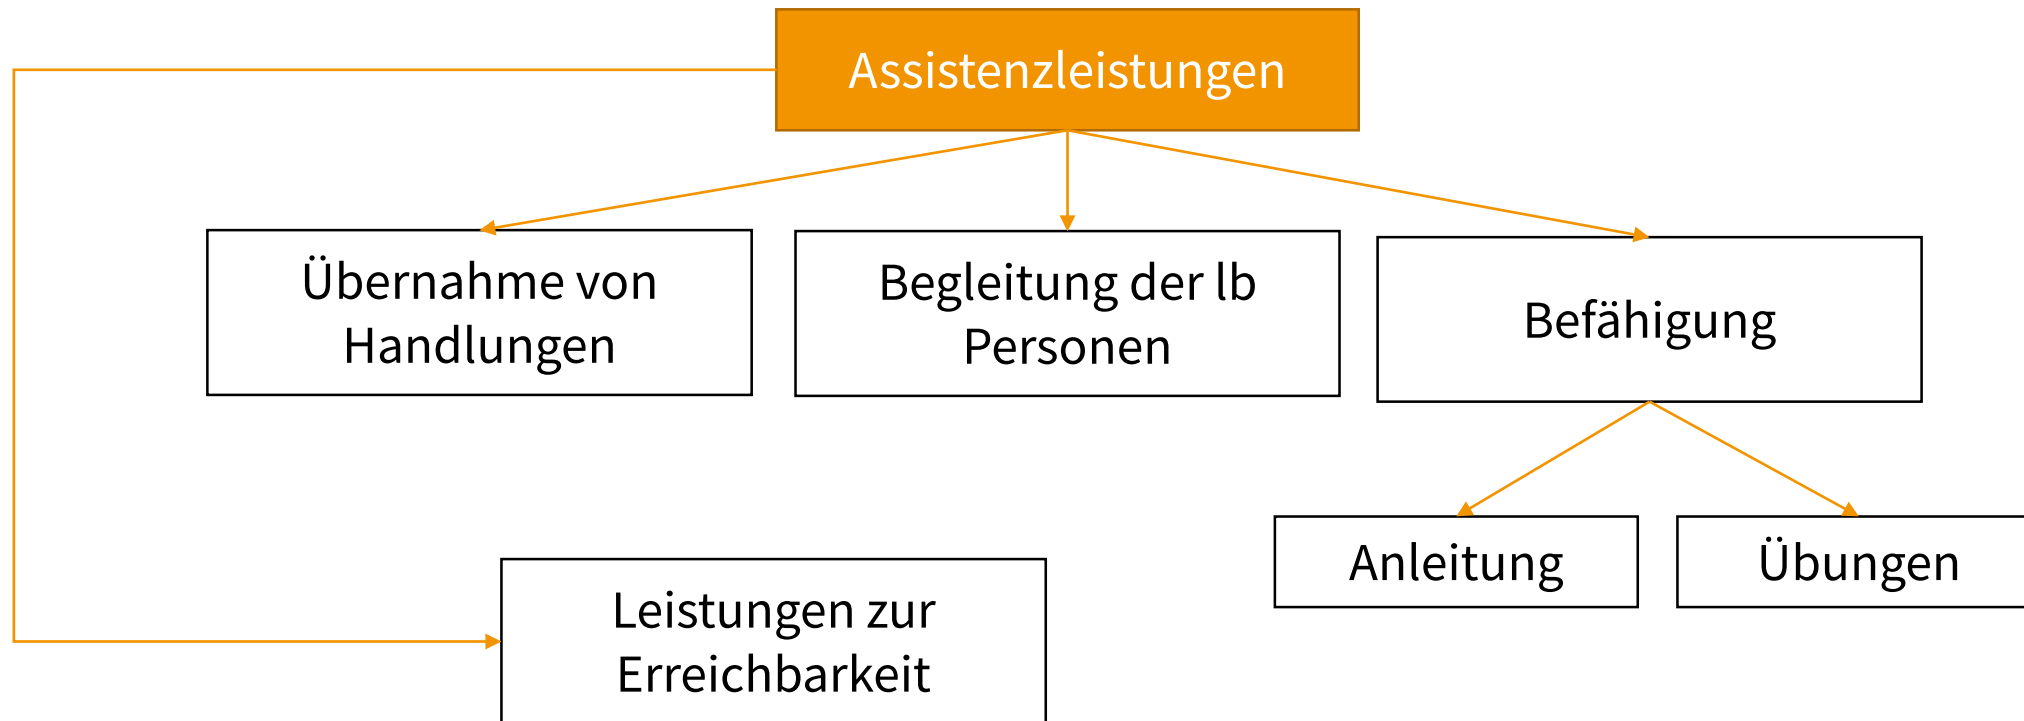 Assistenzleistungen
Übernahme von
Handlungen
Begleitung der lb
Personen
Befähigung
Anleitung
Übungen
Leistungen zur
Erreichbarkeit